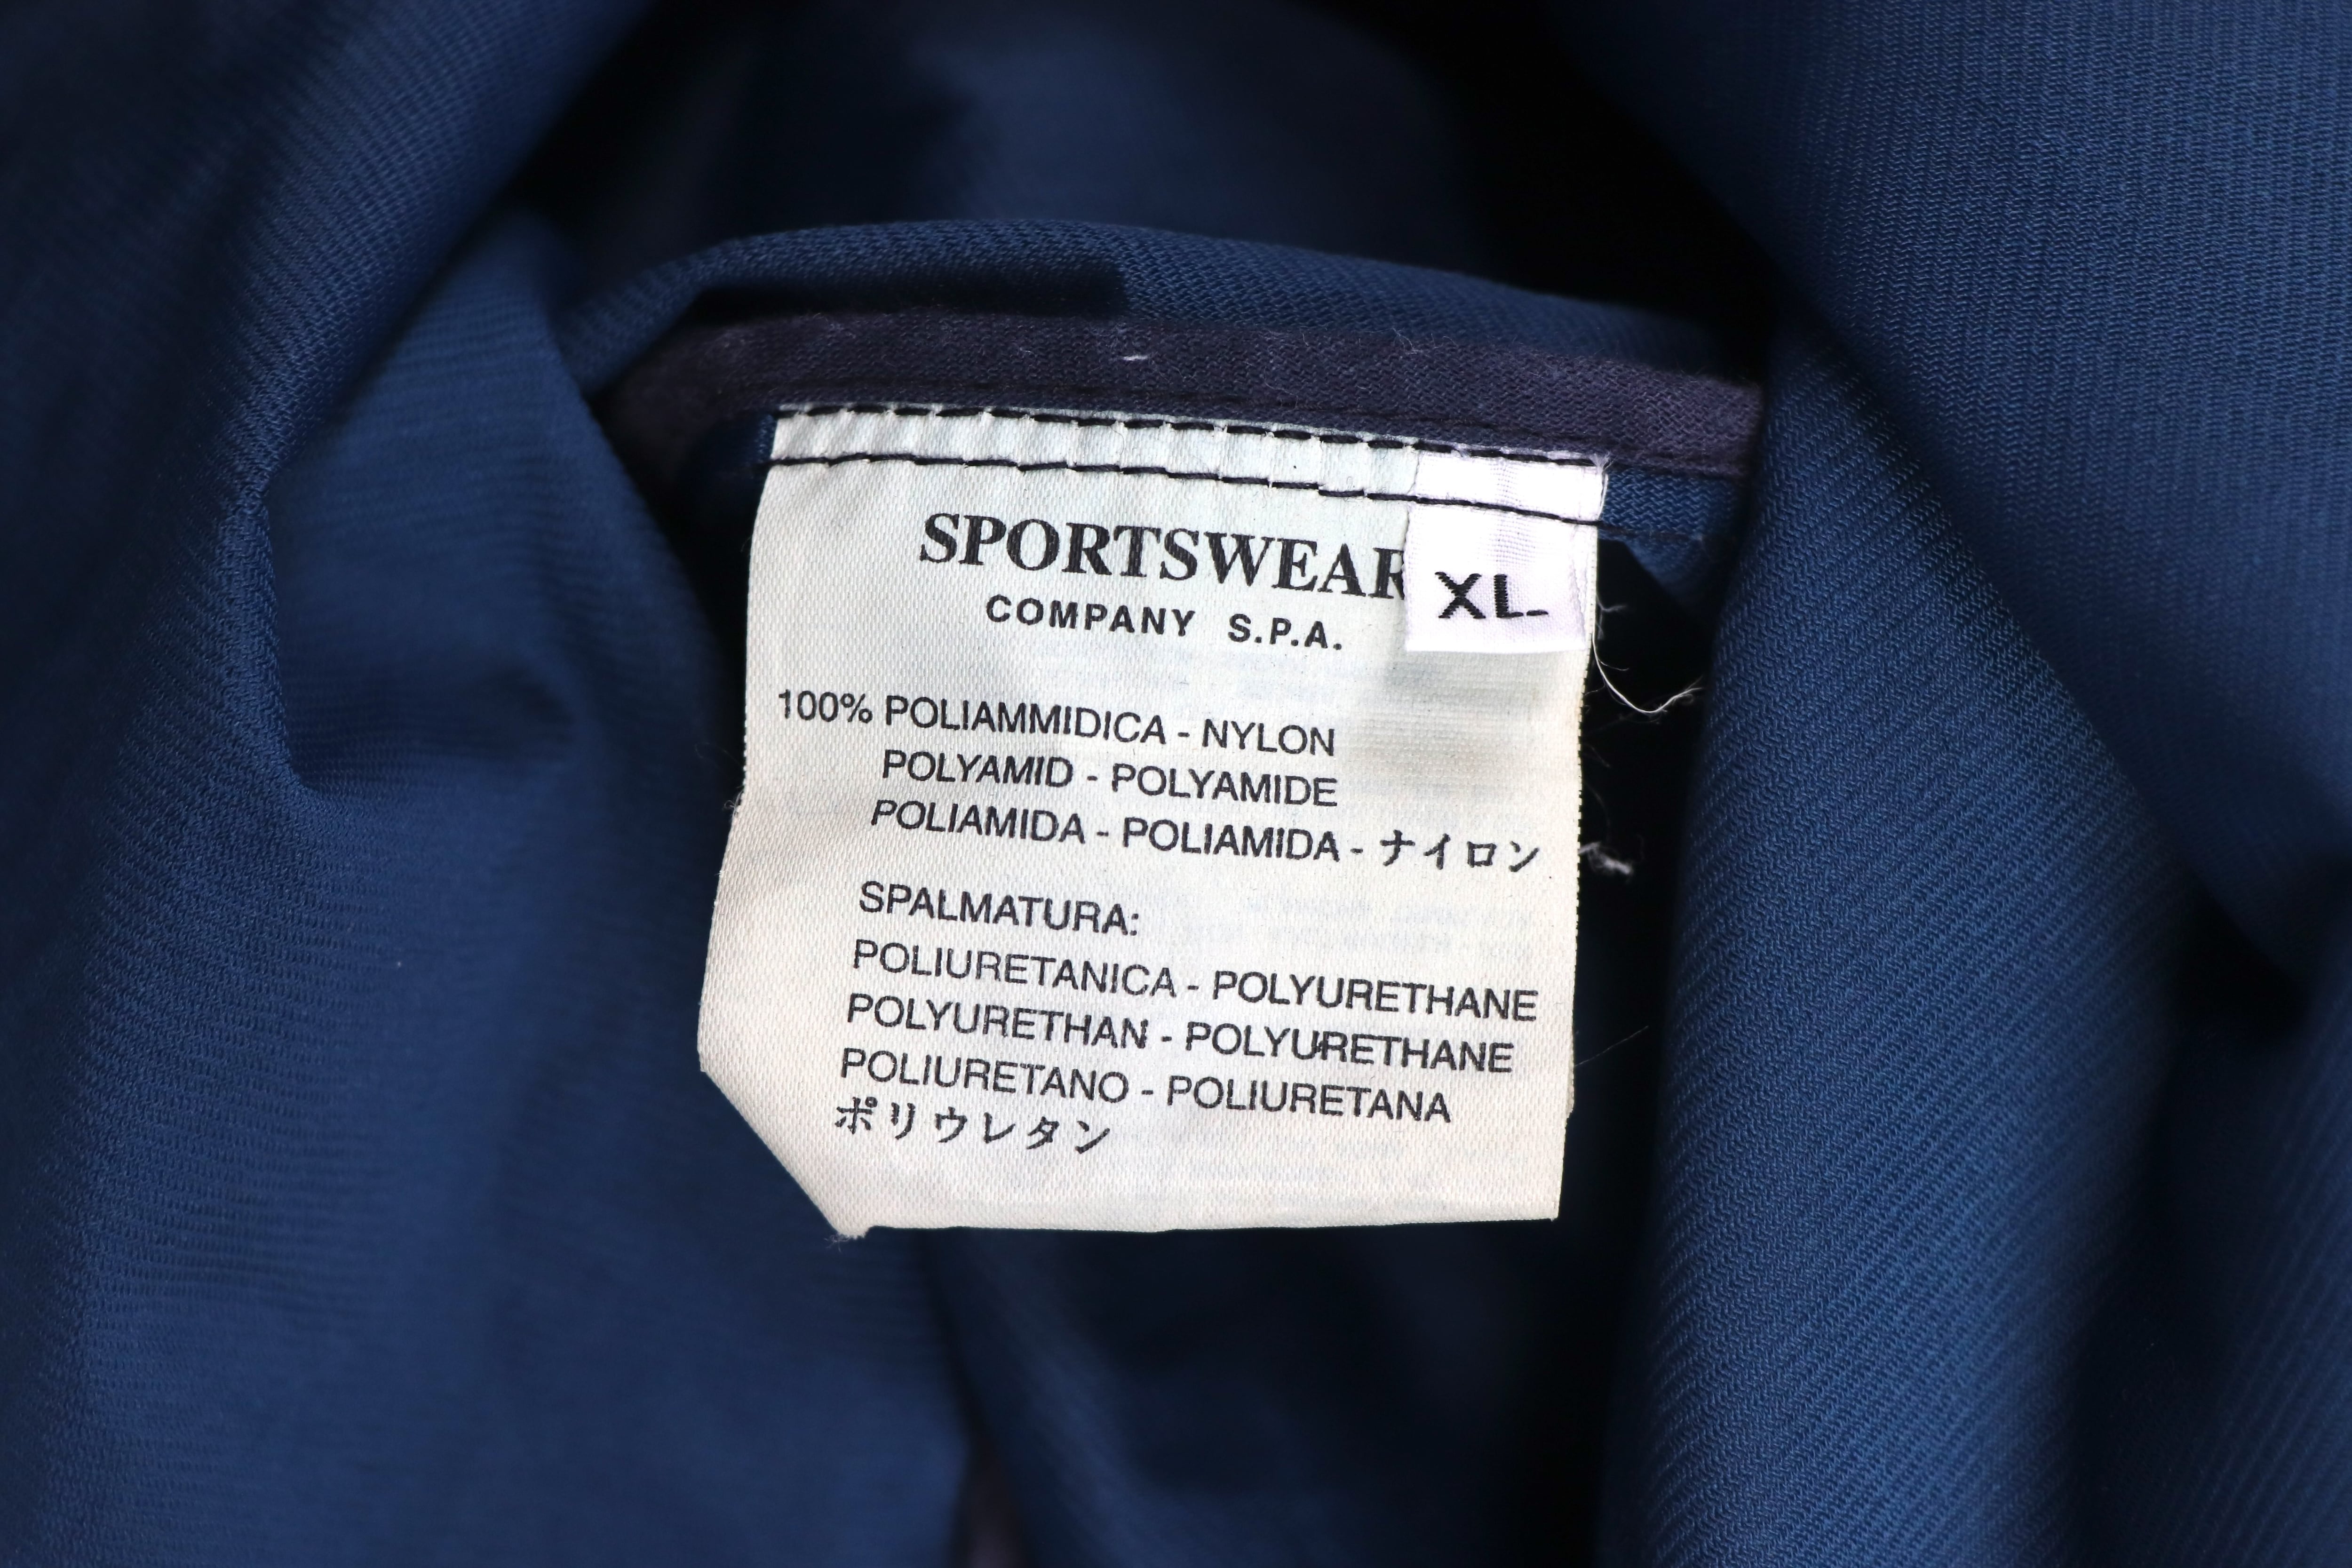 SPORTSWEAR
XL
COMPANY S.P.A.
100% POLIAMMIDICA - NYLON
POLYAMID - POLYAMIDE
POLIAMIDA - POLIAMIDA - ナイロン
SPALMATURA:
POLIURETANICA - POLYURETHANE
POLYURETHAN - POLYURETHANE
POLIURETANO - POLIURETANA
ポリウレタン